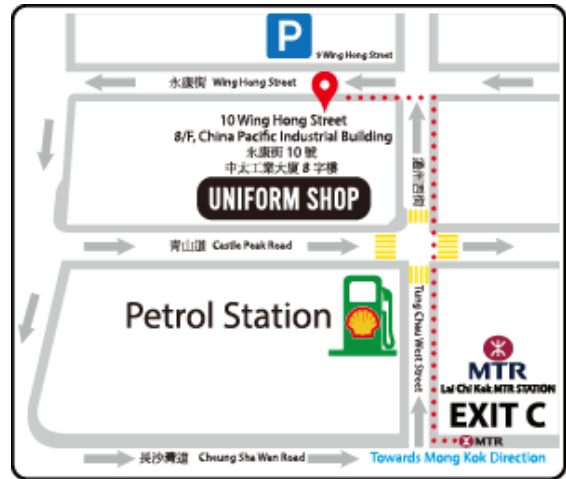 P
9 Wing Hong Street
永康街 Wing Hong Street
10 Wing Hong Street
8/F, China Pacific Industrial Building
永康街 10 號
中太工業大厦 8 字樓
UNIFORM SHOP
通州西街
青山道 Castle Peak Road
Petrol Station
Tung Chau West Street
MTR
Lai Chi Kok MTR STATION
EXIT C
MTR
長沙灣道 Cheung Sha Wan Road
Towards Mong Kok Direction